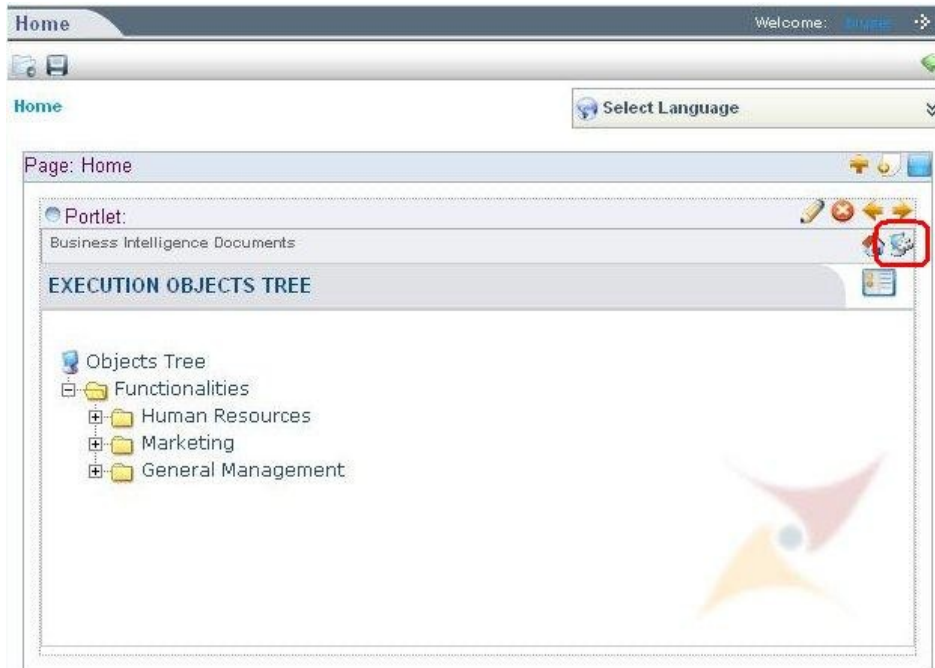 Home
Welcome:
Home
Select Language
Page: Home
Portlet:
Business Intelligence Documents
EXECUTION OBJECTS TREE
Objects Tree
Functionalities
Human Resources
Marketing
General Management